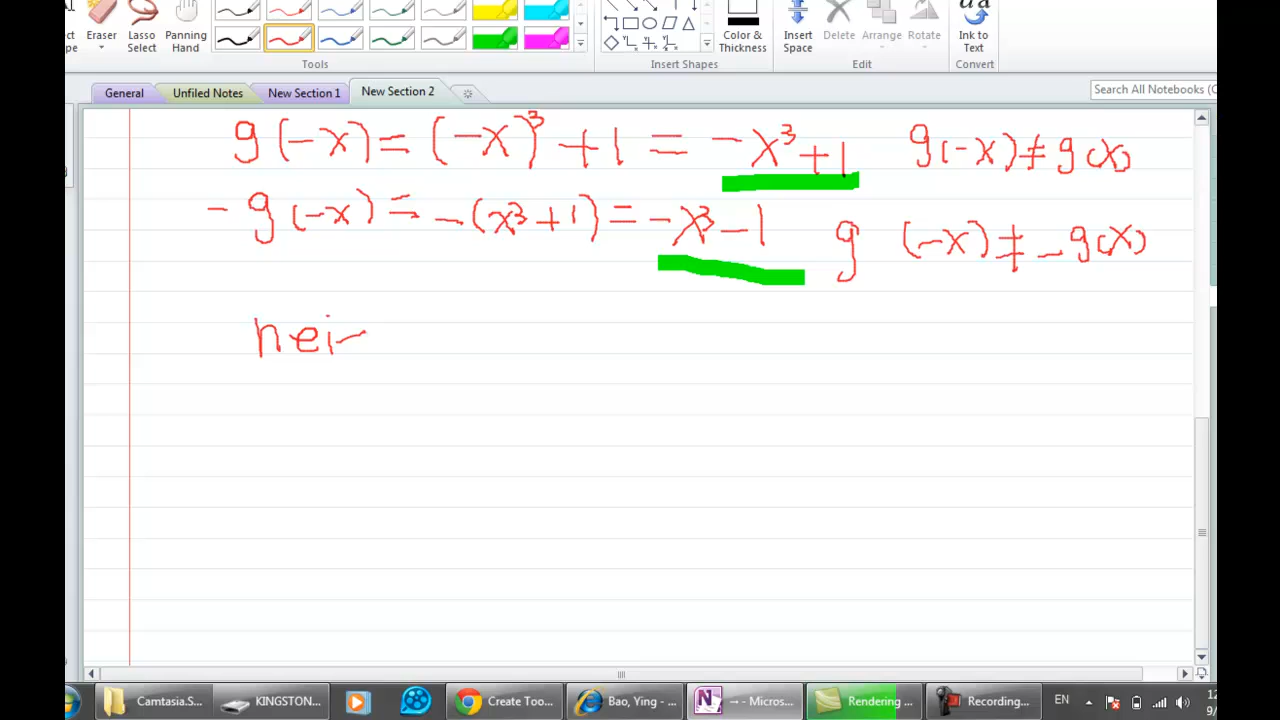 Eraser
Lasso Select
Panning Hand
Color & Thickness
Insert Space
Delete
Arrange
Rotate
Ink to Text
Tools
Insert Shapes
Edit
Convert
General
Unfiled Notes
New Section 1
New Section 2
Search All Notebooks (C
g(-x) = (-x)³ + 1 = -x³ + 1 g(-x) ≠ g(x)
- g(-x) = -(x³ + 1) = -x³ - 1 g (-x) ≠ - g(x)
nei
Camtasia.S...
KINGSTON...
Create Too...
Bao, Ying - ...
→ - Micros...
Rendering ...
Recording...
EN